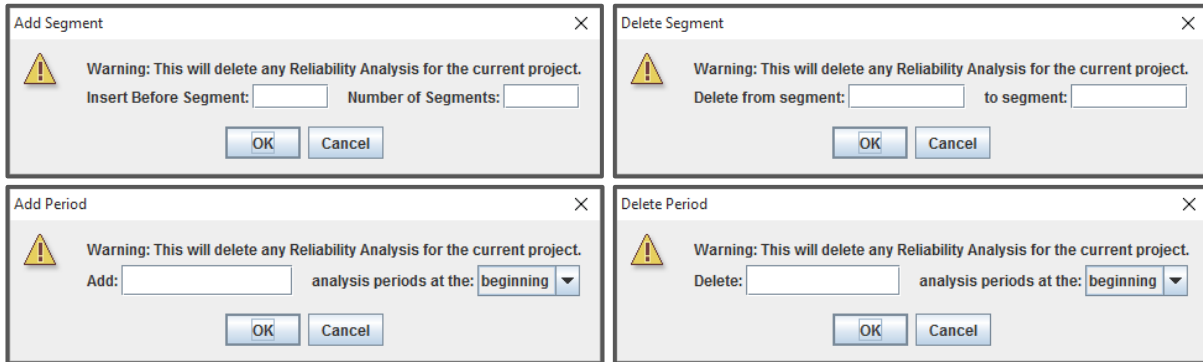 Add Segment
Warning: This will delete any Reliability Analysis for the current project.
Insert Before Segment: Number of Segments:
OK Cancel
Delete Segment
Warning: This will delete any Reliability Analysis for the current project.
Delete from segment: to segment:
OK Cancel
Add Period
Warning: This will delete any Reliability Analysis for the current project.
Add: analysis periods at the: beginning
OK Cancel
Delete Period
Warning: This will delete any Reliability Analysis for the current project.
Delete: analysis periods at the: beginning
OK Cancel